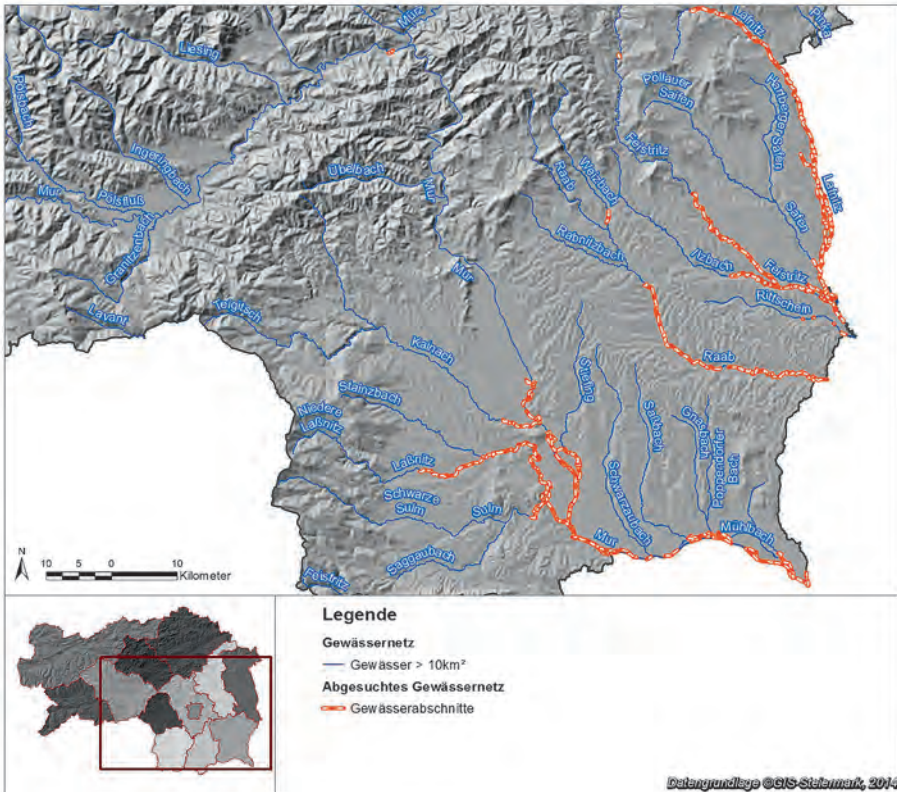 Mürz
Lafnitz
Pinka
Liesing
Pölsbach
Pöllauer
Saifen
Hartberger Safen
Ingeringbach
Feistritz
Übelbach
Raab
Weizbach
Mur
Lafnitz
Mur
Pölsfluß
Safen
Granitzenbach
Rabnitzbach
Mur
Ilzbach
Feistritz
Rittschein
Lavant
Teigitsch
Kainach
Raab
Stainzbach
Stiefing
Niedere
Laßnitz
Saßbach
Gnasbach
Laßnitz
Poppendorfer
Bach
Schwarze
Sulm
Sulm
Schwarzaubach
Mühlbach
Mur
Saggaubach
Feistritz
N
10 5 0 10
Kilometer
Legende
Gewässernetz
Gewässer > 10km²
Abgesuchtes Gewässernetz
Gewässerabschnitte
Datengrundlage ©GIS-Steiermark, 2014